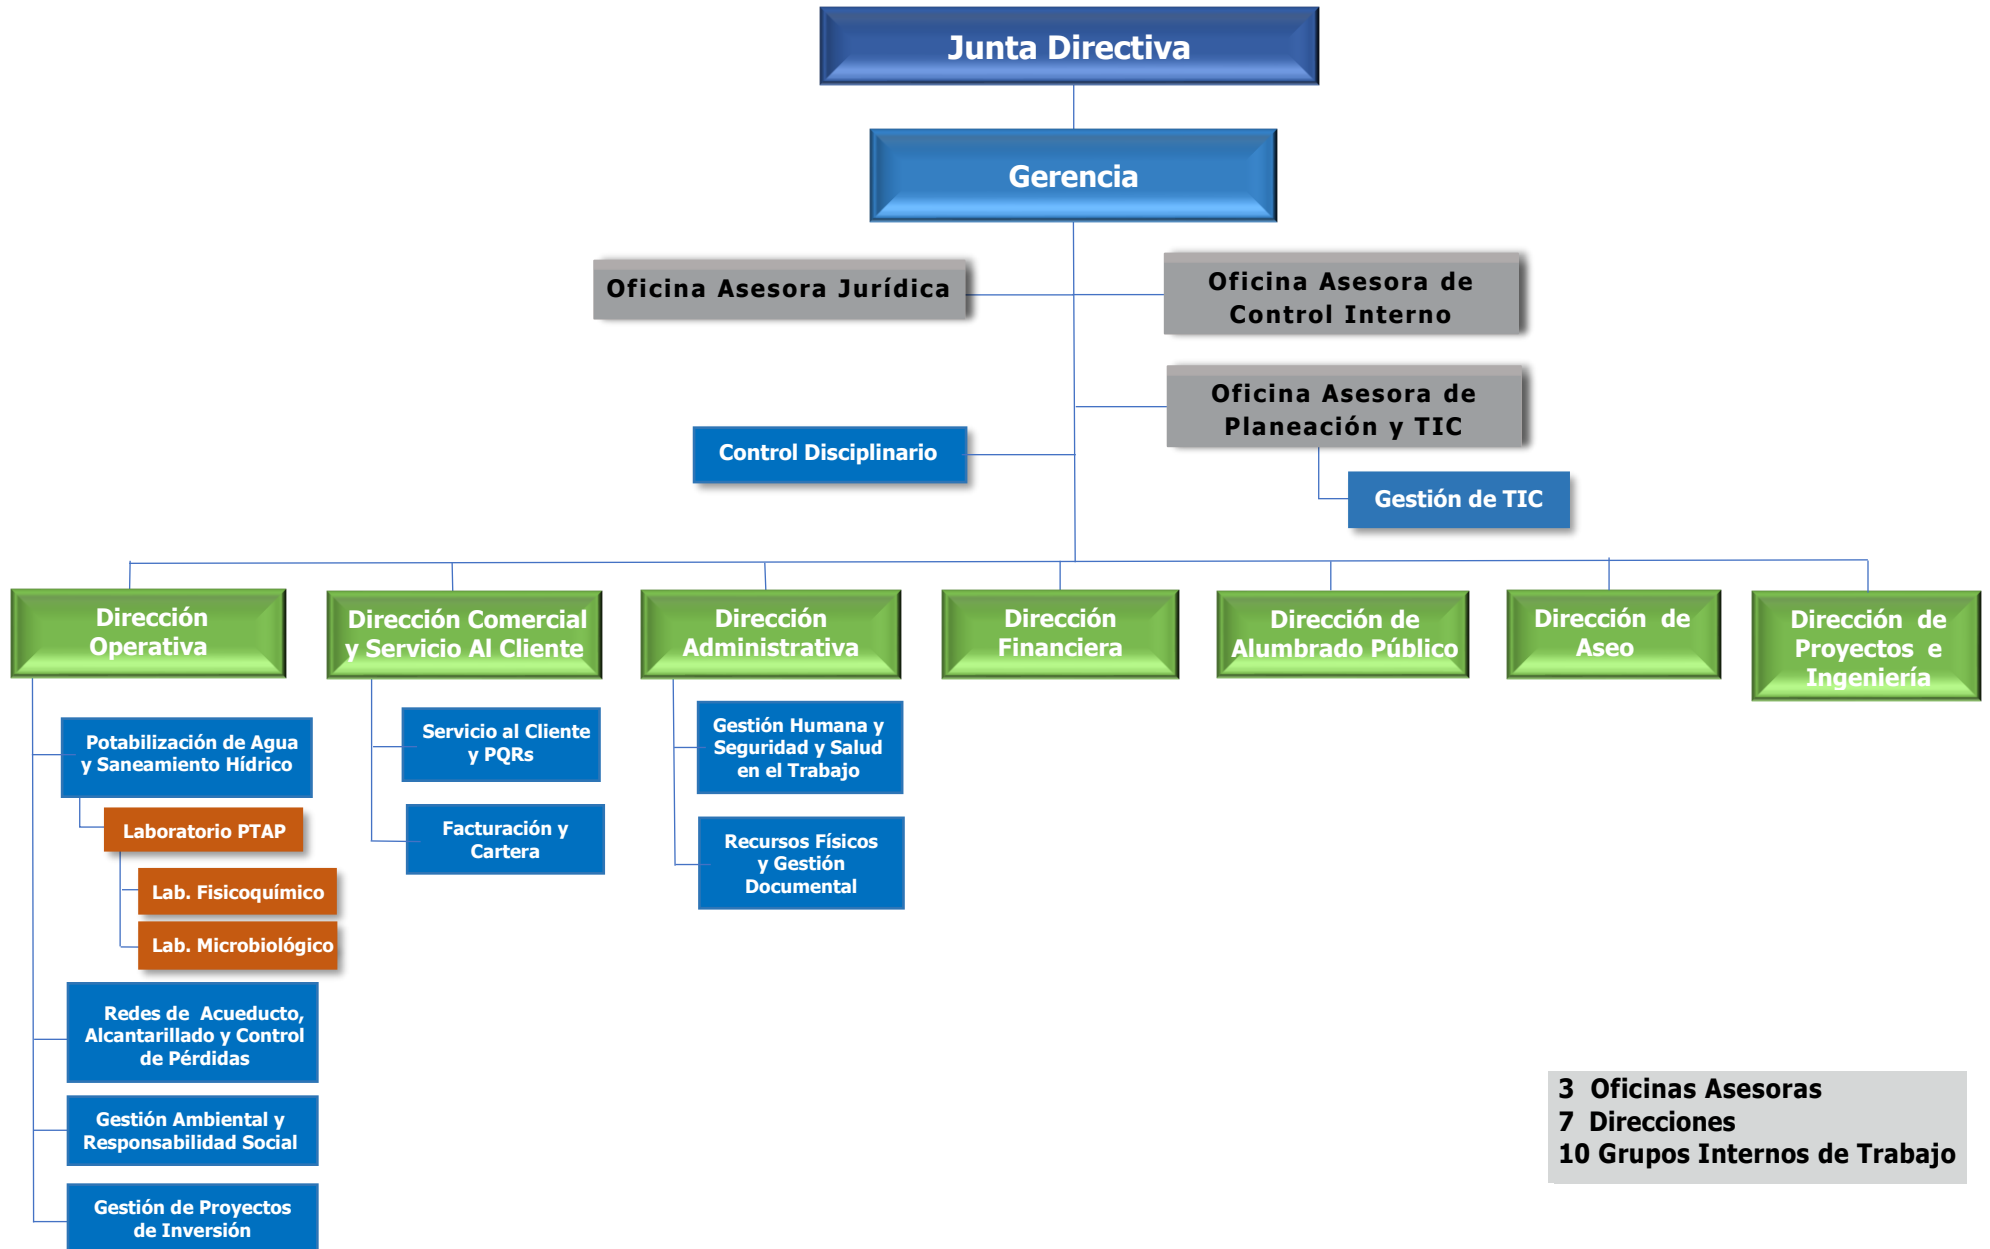 Junta Directiva
Gerencia
Oficina Asesora Jurídica
Oficina Asesora de
Control Interno
Oficina Asesora de
Planeación y TIC
Control Disciplinario
Gestión de TIC
Dirección
Operativa
Dirección Comercial
y Servicio Al Cliente
Dirección
Administrativa
Dirección
Financiera
Dirección de
Alumbrado Público
Dirección de
Aseo
Dirección de
Proyectos e
Ingeniería
Potabilización de Agua
y Saneamiento Hídrico
Laboratorio PTAP
Lab. Fisicoquímico
Lab. Microbiológico
Redes de Acueducto,
Alcantarillado y Control
de Pérdidas
Gestión Ambiental y
Responsabilidad Social
Gestión de Proyectos
de Inversión
Servicio al Cliente
y PQRs
Facturación y
Cartera
Gestión Humana y
Seguridad y Salud
en el Trabajo
Recursos Físicos
y Gestión
Documental
3 Oficinas Asesoras
7 Direcciones
10 Grupos Internos de Trabajo